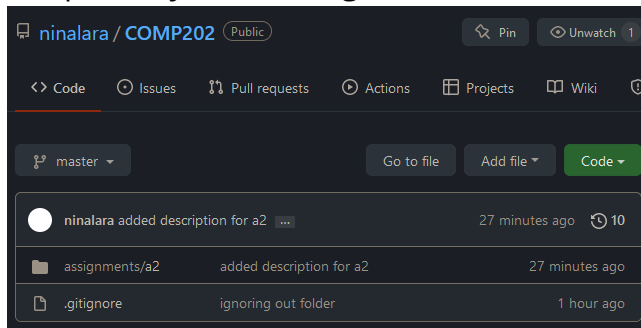 ninalara / COMP202 Public Pin Unwatch 1
Code Issues Pull requests Actions Projects Wiki
master Go to file Add file Code
ninalara added description for a2 ... 27 minutes ago 10
assignments/a2 added description for a2 27 minutes ago
.gitignore ignoring out folder 1 hour ago